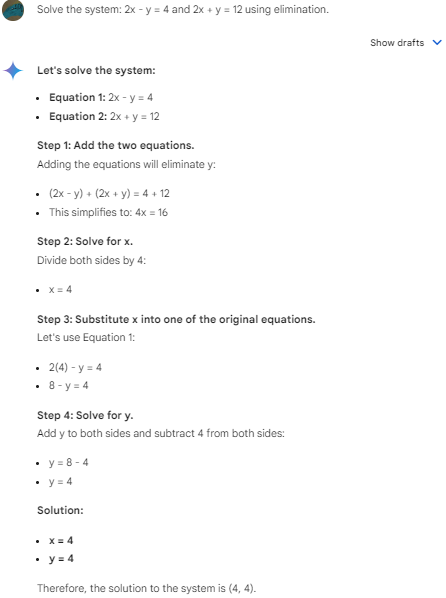 Solve the system: 2x - y = 4 and 2x + y = 12 using elimination.
Show drafts
Let's solve the system:
• Equation 1: 2x - y = 4
• Equation 2: 2x + y = 12
Step 1: Add the two equations.
Adding the equations will eliminate y:
• (2x - y) + (2x + y) = 4 + 12
• This simplifies to: 4x = 16
Step 2: Solve for x.
Divide both sides by 4:
• x = 4
Step 3: Substitute x into one of the original equations.
Let's use Equation 1:
• 2(4) - y = 4
• 8 - y = 4
Step 4: Solve for y.
Add y to both sides and subtract 4 from both sides:
• y = 8 - 4
• y = 4
Solution:
• x = 4
• y = 4
Therefore, the solution to the system is (4, 4).